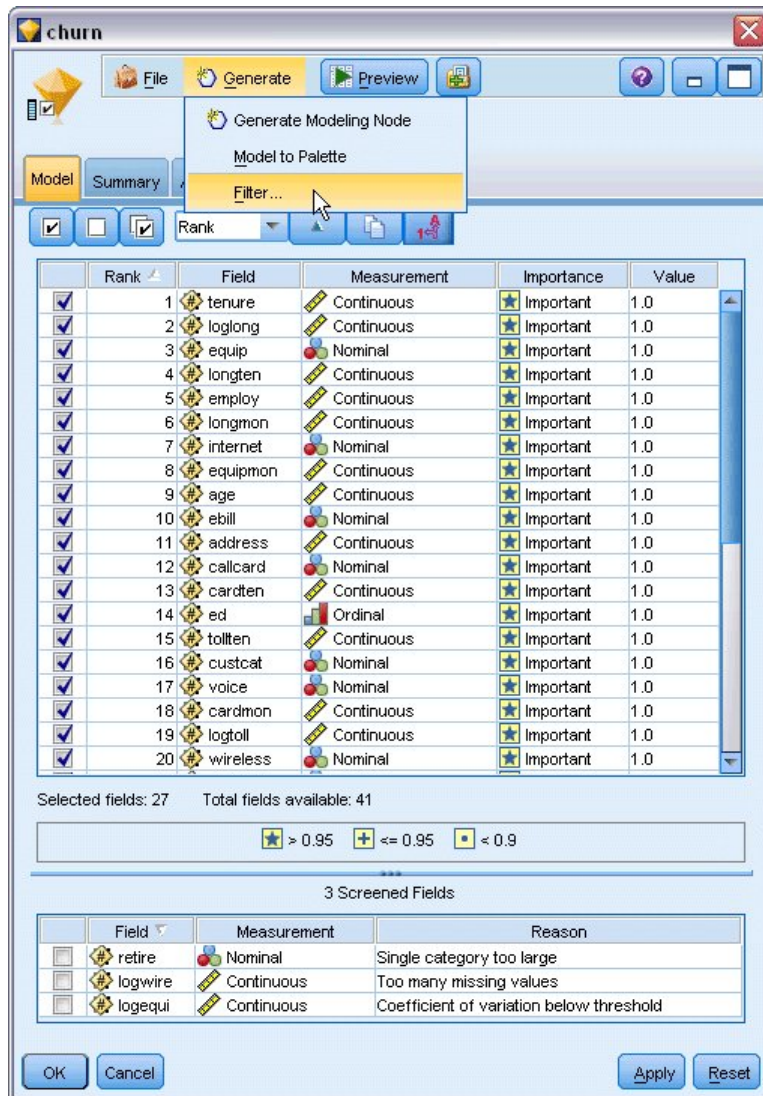 churn
File Generate Preview
Generate Modeling Node
Model to Palette
Filter...
Model Summary
Rank
Rank Field Measurement Importance Value
1 tenure Continuous Important 1.0
2 loglong Continuous Important 1.0
3 equip Nominal Important 1.0
4 longten Continuous Important 1.0
5 employ Continuous Important 1.0
6 longmon Continuous Important 1.0
7 internet Nominal Important 1.0
8 equipmon Continuous Important 1.0
9 age Continuous Important 1.0
10 ebill Nominal Important 1.0
11 address Continuous Important 1.0
12 callcard Nominal Important 1.0
13 cardten Continuous Important 1.0
14 ed Ordinal Important 1.0
15 tollten Continuous Important 1.0
16 custcat Nominal Important 1.0
17 voice Nominal Important 1.0
18 cardmon Continuous Important 1.0
19 logtoll Continuous Important 1.0
20 wireless Nominal Important 1.0
Selected fields: 27 Total fields available: 41
> 0.95 <= 0.95 < 0.9
3 Screened Fields
Field Measurement Reason
retire Nominal Single category too large
logwire Continuous Too many missing values
logequi Continuous Coefficient of variation below threshold
OK Cancel Apply Reset